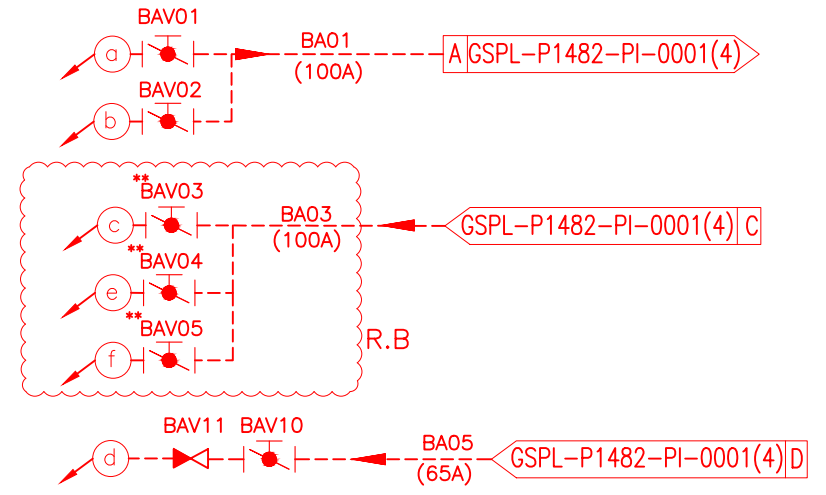 BAV01
a
BA01
(100A)
A GSPL-P1482-PI-0001(4)
BAV02
b
**
BAV03
c
BA03
(100A)
GSPL-P1482-PI-0001(4) C
**
BAV04
e
**
BAV05
f
R.B
BAV11 BAV10
d
BA05
(65A)
GSPL-P1482-PI-0001(4) D